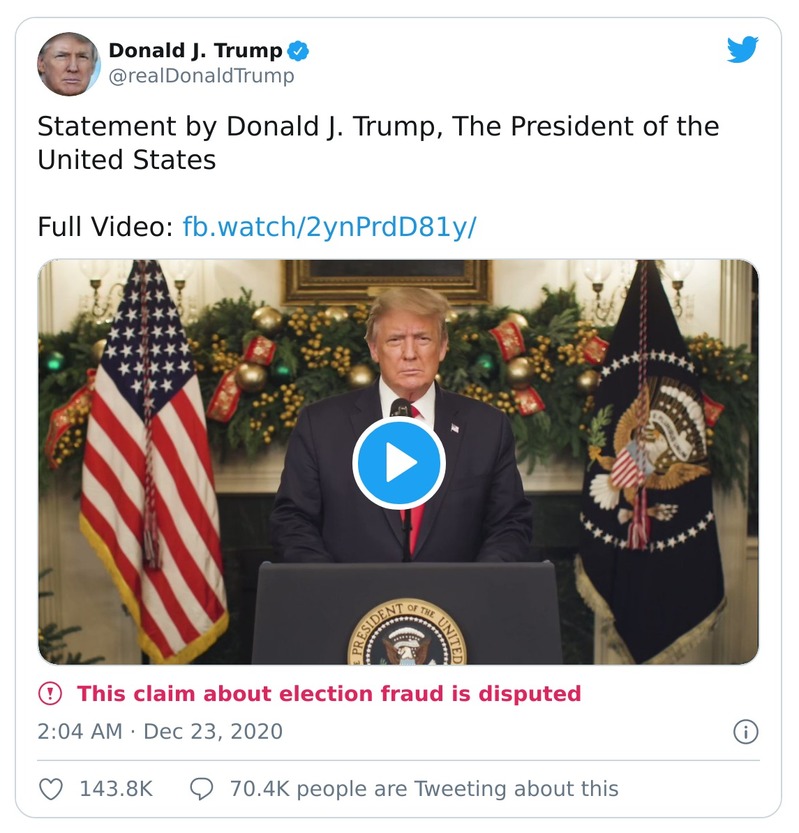 Donald J. Trump
@realDonaldTrump
Statement by Donald J. Trump, The President of the
United States
Full Video: fb.watch/2ynPrdD81y/
PRESIDENT OF THE UNITED
This claim about election fraud is disputed
2:04 AM · Dec 23, 2020
143.8K
70.4K people are Tweeting about this